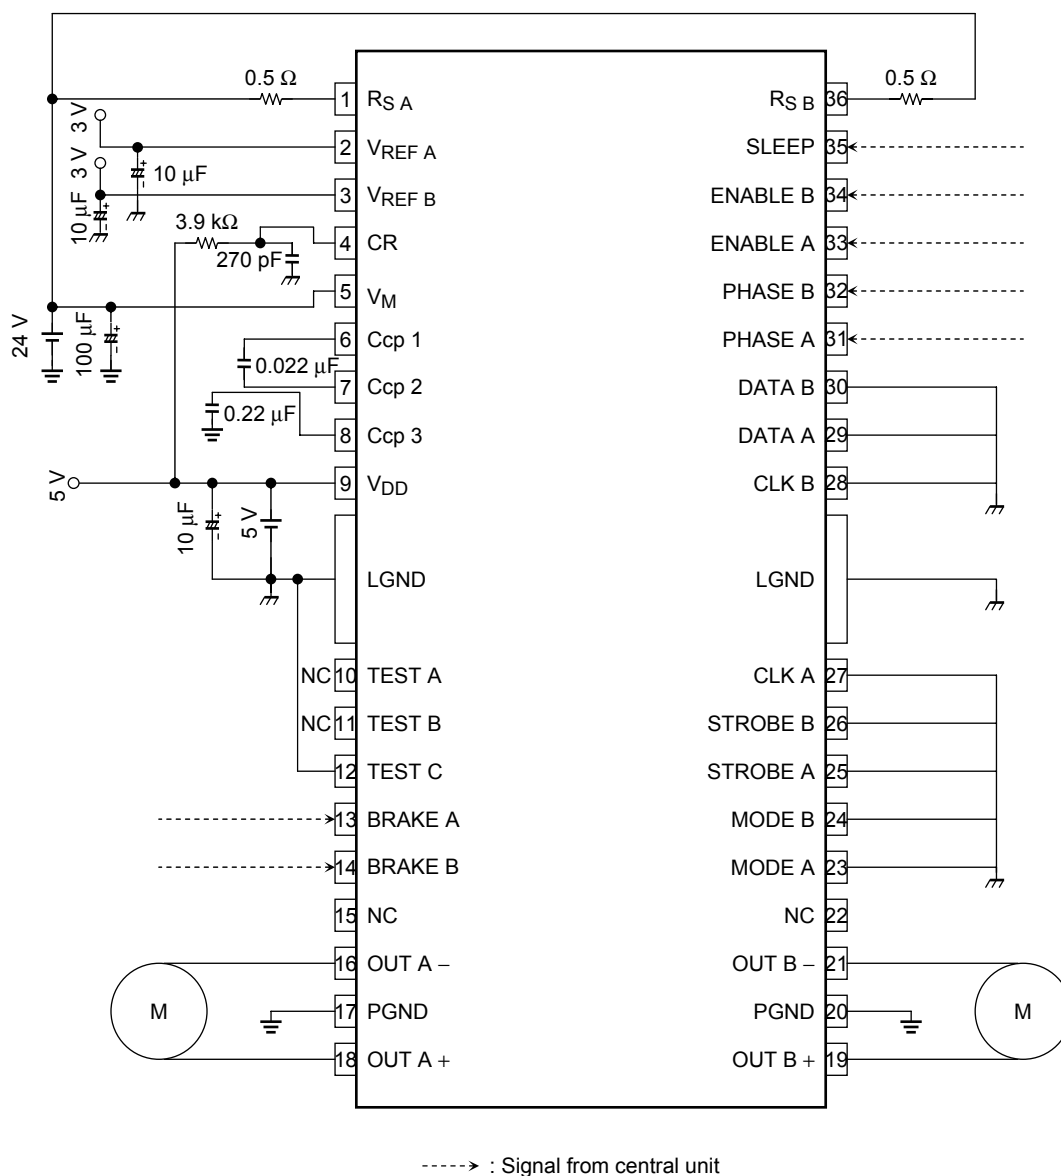 0.5 Ω
1 RS A
3 V
2 VREF A
10 μF
3 V
3 VREF B
10 μF
3.9 kΩ
4 CR
270 pF
5 VM
24 V
100 μF
6 Ccp 1
0.022 μF
7 Ccp 2
0.22 μF
8 Ccp 3
5 V
9 VDD
10 μF
5 V
LGND
NC 10 TEST A
NC 11 TEST B
12 TEST C
13 BRAKE A
14 BRAKE B
15 NC
16 OUT A −
M
17 PGND
18 OUT A +
0.5 Ω
RS B 36
SLEEP 35
ENABLE B 34
ENABLE A 33
PHASE B 32
PHASE A 31
DATA B 30
DATA A 29
CLK B 28
LGND
CLK A 27
STROBE B 26
STROBE A 25
MODE B 24
MODE A 23
NC 22
OUT B − 21
PGND 20
M
OUT B + 19
: Signal from central unit